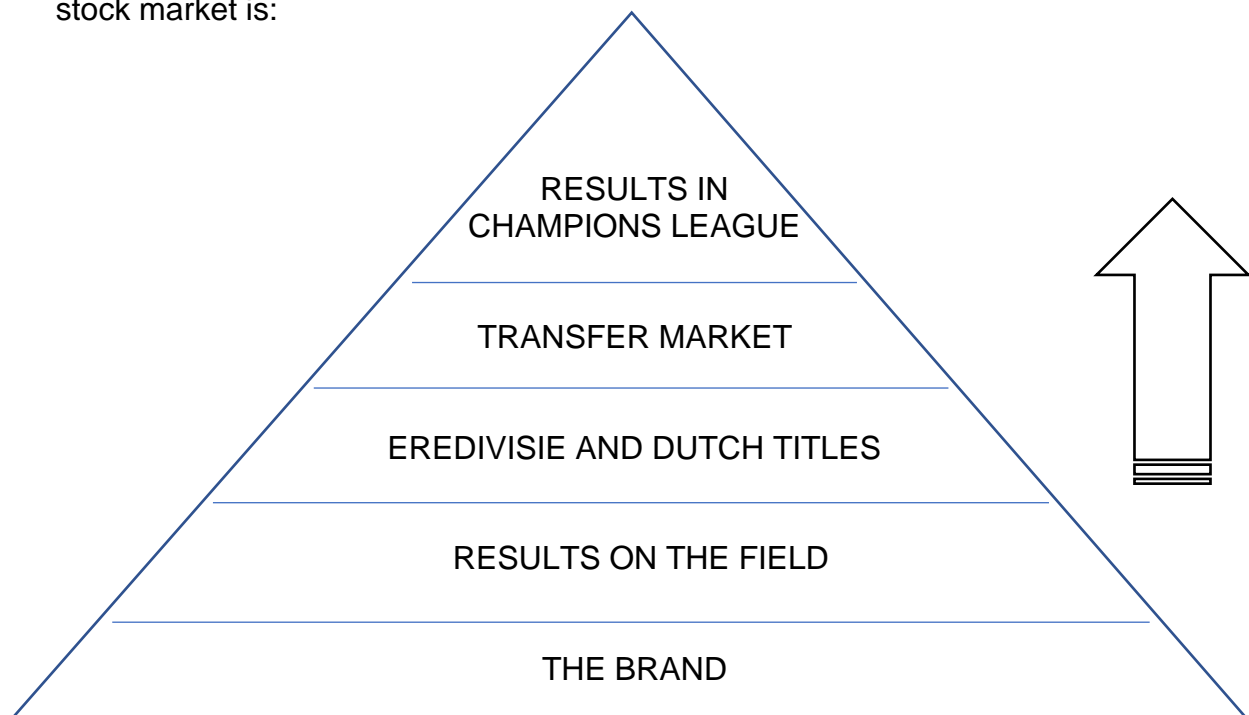 stock market is:
RESULTS IN
CHAMPIONS LEAGUE
TRANSFER MARKET
EREDIVISIE AND DUTCH TITLES
RESULTS ON THE FIELD
THE BRAND